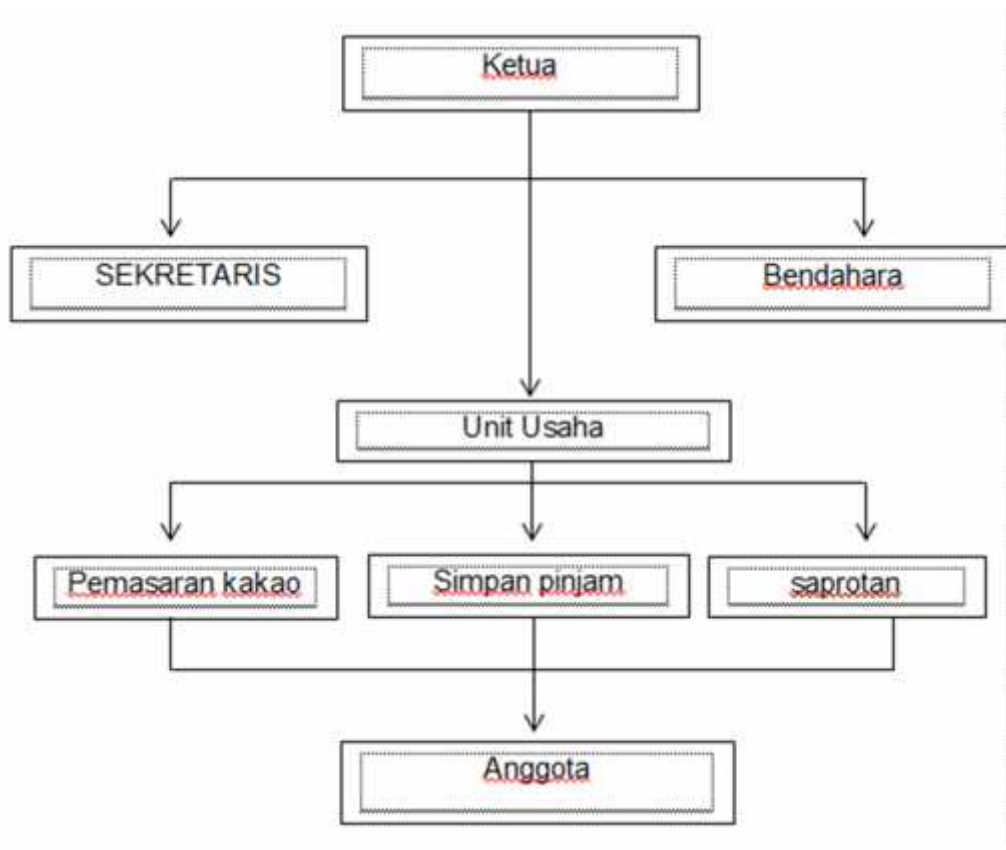 Ketua
SEKRETARIS
Bendahara
Unit Usaha
Pemasaran kakao
Simpan pinjam
saprotan
Anggota